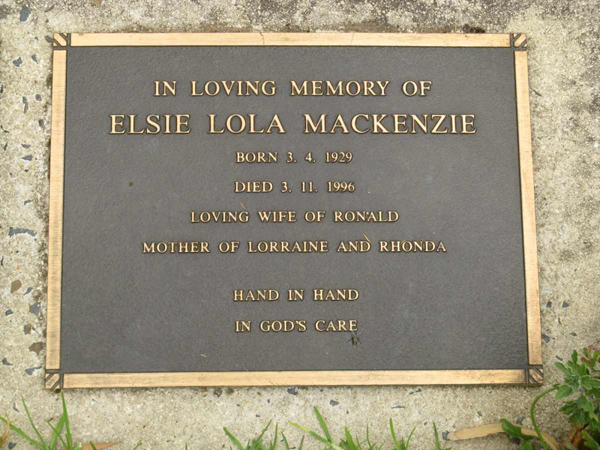 IN LOVING MEMORY OF
ELSIE LOLA MACKENZIE
BORN 3. 4. 1929
DIED 3. 11. 1996
LOVING WIFE OF RONALD
MOTHER OF LORRAINE AND RHONDA
HAND IN HAND
IN GOD'S CARE